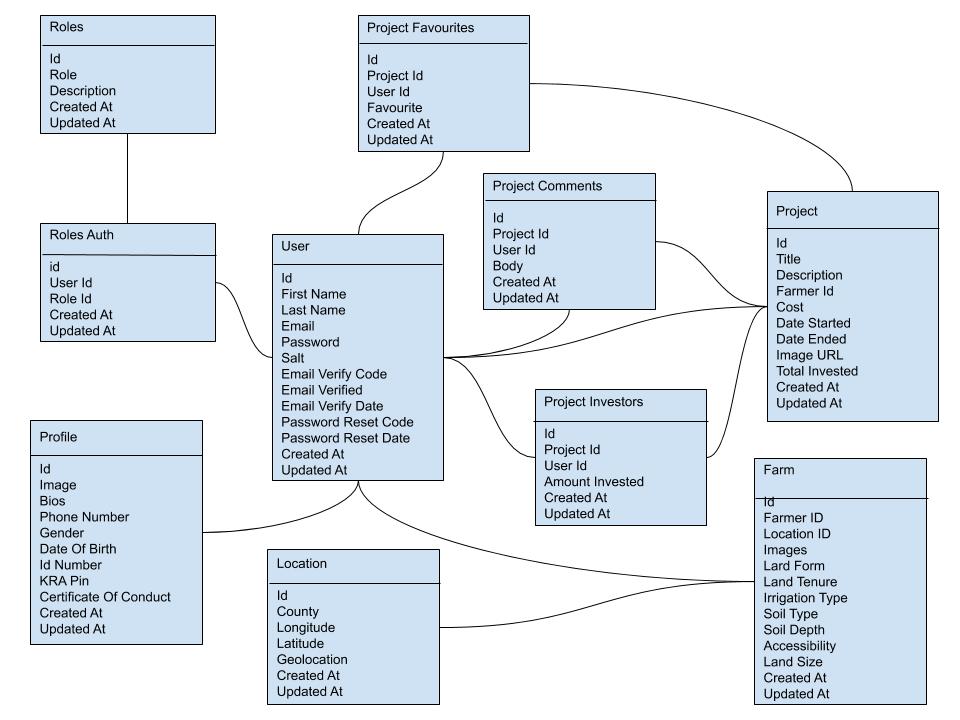 Roles
Id
Role
Description
Created At
Updated At
Project Favourites
Id
Project Id
User Id
Favourite
Created At
Updated At
Project Comments
Id
Project Id
User Id
Body
Created At
Updated At
Project
Id
Title
Description
Farmer Id
Cost
Date Started
Date Ended
Image URL
Total Invested
Created At
Updated At
Roles Auth
id
User Id
Role Id
Created At
Updated At
User
Id
First Name
Last Name
Email
Password
Salt
Email Verify Code
Email Verified
Email Verify Date
Password Reset Code
Password Reset Date
Created At
Updated At
Project Investors
Id
Project Id
User Id
Amount Invested
Created At
Updated At
Profile
Id
Image
Bios
Phone Number
Gender
Date Of Birth
Id Number
KRA Pin
Certificate Of Conduct
Created At
Updated At
Location
Id
County
Longitude
Latitude
Geolocation
Created At
Updated At
Farm
Id
Farmer ID
Location ID
Images
Lard Form
Land Tenure
Irrigation Type
Soil Type
Soil Depth
Accessibility
Land Size
Created At
Updated At